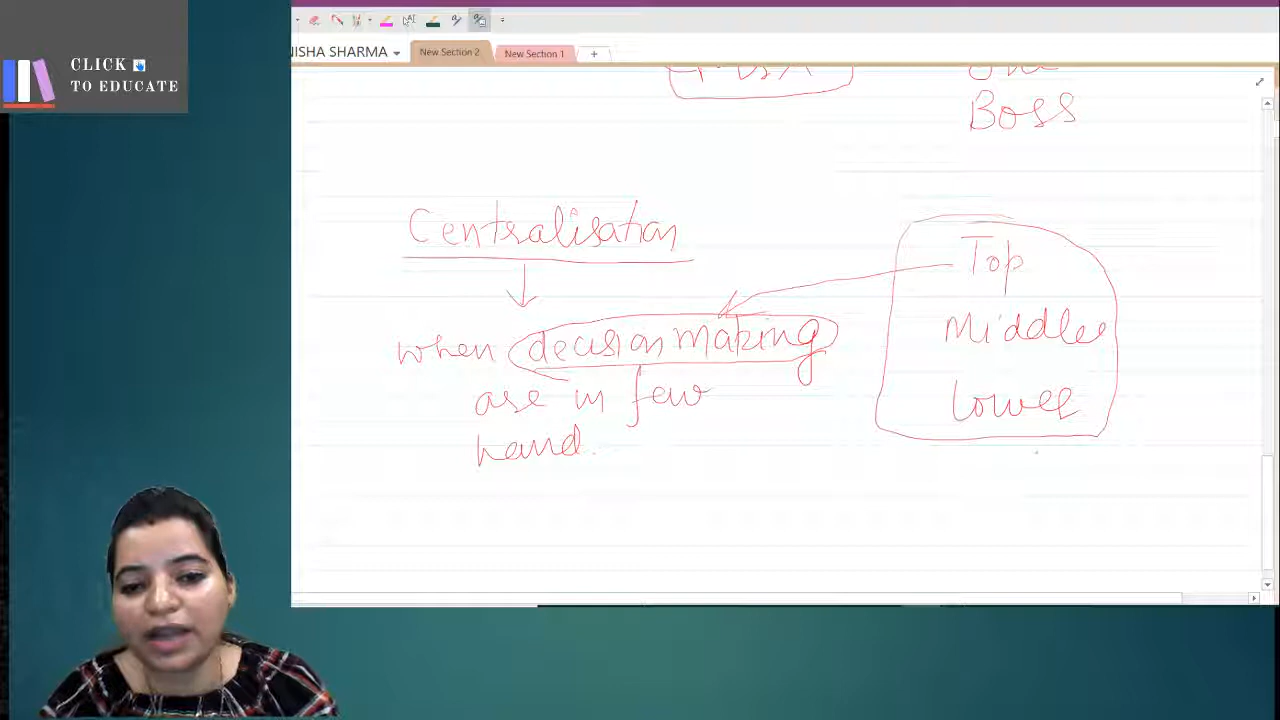 CLICK
TO EDUCATE
NISHA SHARMA
New Section 2
New Section 1
Boss
Centralisation
Top
when decision making
Middle
are in few
Lower
hand.